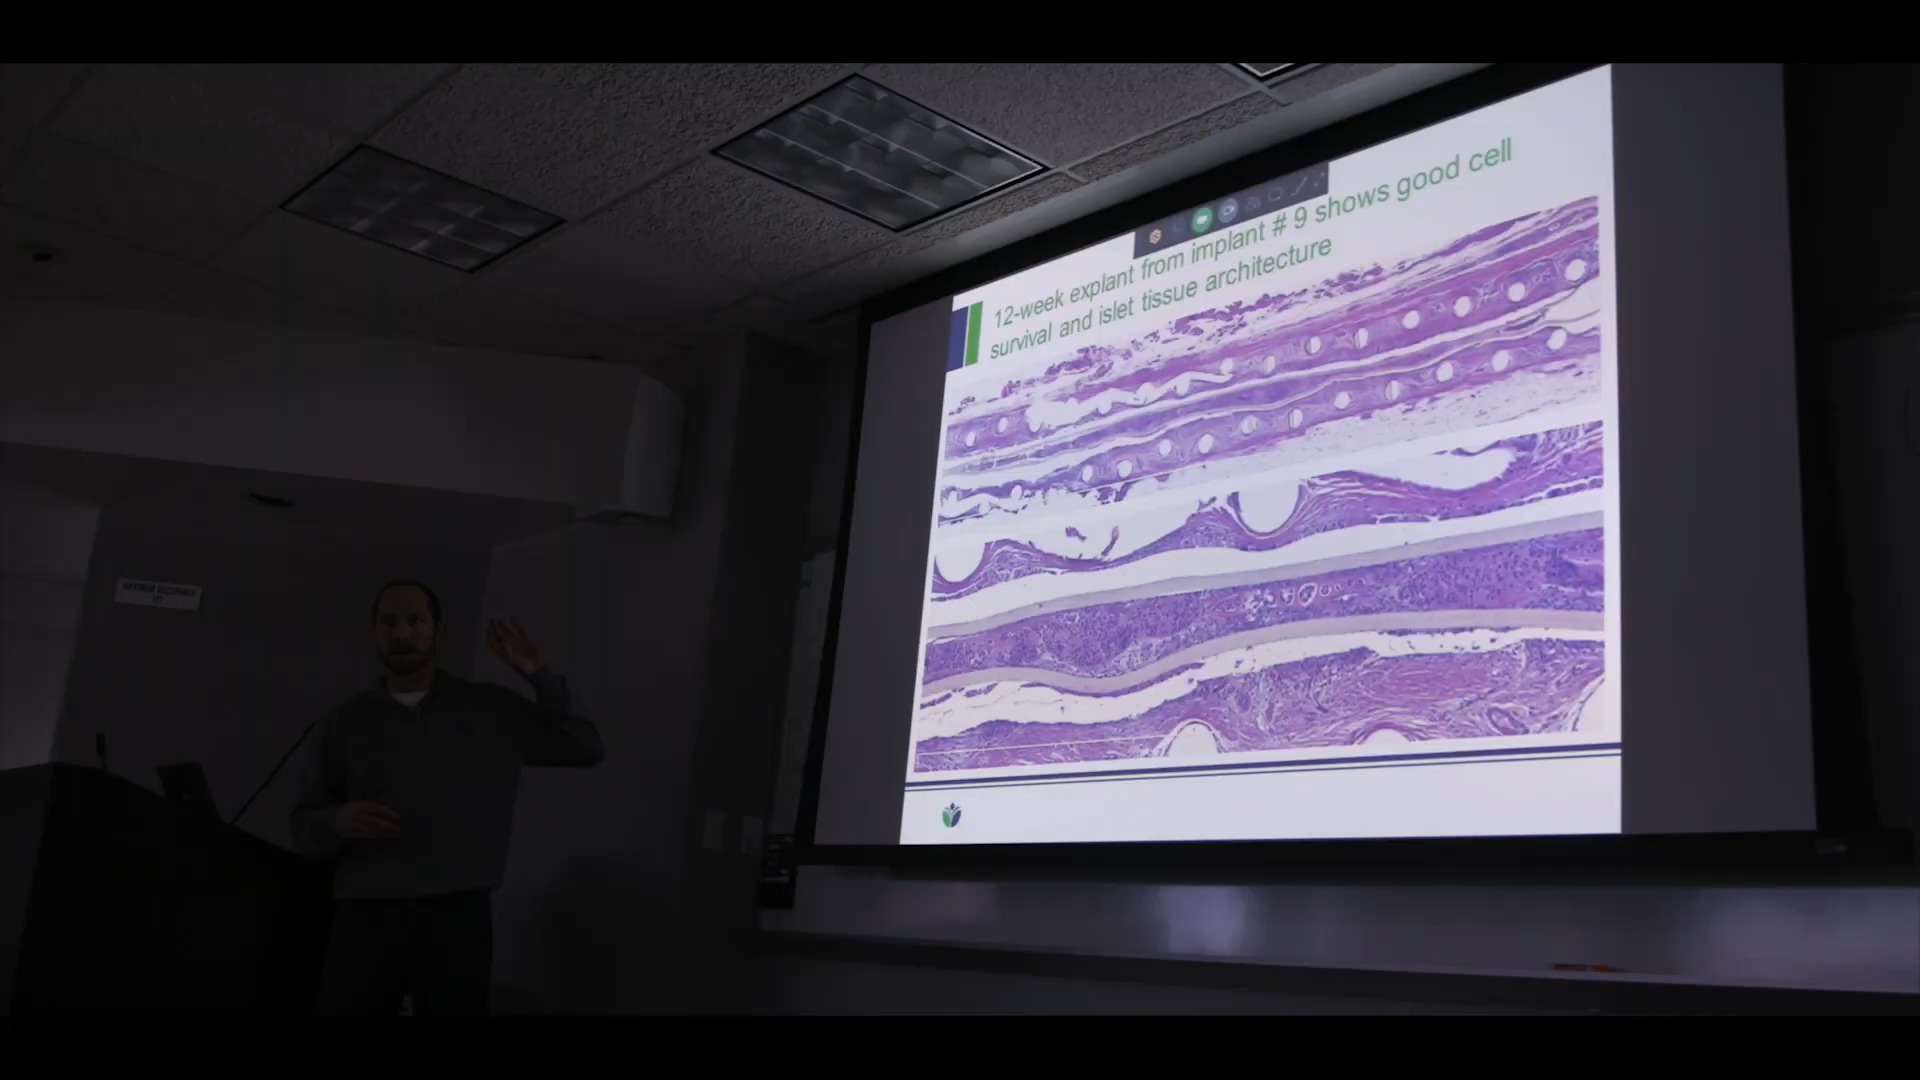 12-week explant from implant # 9 shows good cell
survival and islet tissue architecture